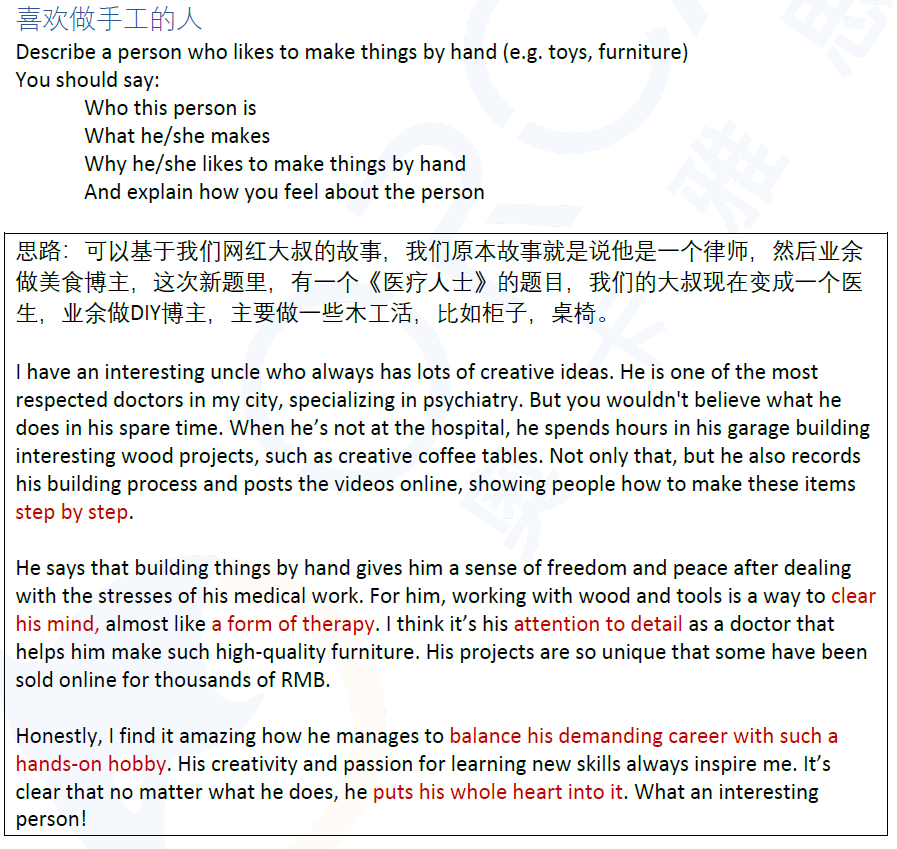 喜欢做手工的人
Describe a person who likes to make things by hand (e.g. toys, furniture)
You should say:
Who this person is
What he/she makes
Why he/she likes to make things by hand
And explain how you feel about the person
思路：可以基于我们网红大叔的故事，我们原本故事就是说他是一个律师，然后业余
做美食博主，这次新题里，有一个《医疗人士》的题目，我们的大叔现在变成一个医
生，业余做DIY博主，主要做一些木工活，比如柜子，桌椅。
I have an interesting uncle who always has lots of creative ideas. He is one of the most
respected doctors in my city, specializing in psychiatry. But you wouldn't believe what he
does in his spare time. When he’s not at the hospital, he spends hours in his garage building
interesting wood projects, such as creative coffee tables. Not only that, but he also records
his building process and posts the videos online, showing people how to make these items
step by step.
He says that building things by hand gives him a sense of freedom and peace after dealing
with the stresses of his medical work. For him, working with wood and tools is a way to clear
his mind, almost like a form of therapy. I think it’s his attention to detail as a doctor that
helps him make such high-quality furniture. His projects are so unique that some have been
sold online for thousands of RMB.
Honestly, I find it amazing how he manages to balance his demanding career with such a
hands-on hobby. His creativity and passion for learning new skills always inspire me. It’s
clear that no matter what he does, he puts his whole heart into it. What an interesting
person!